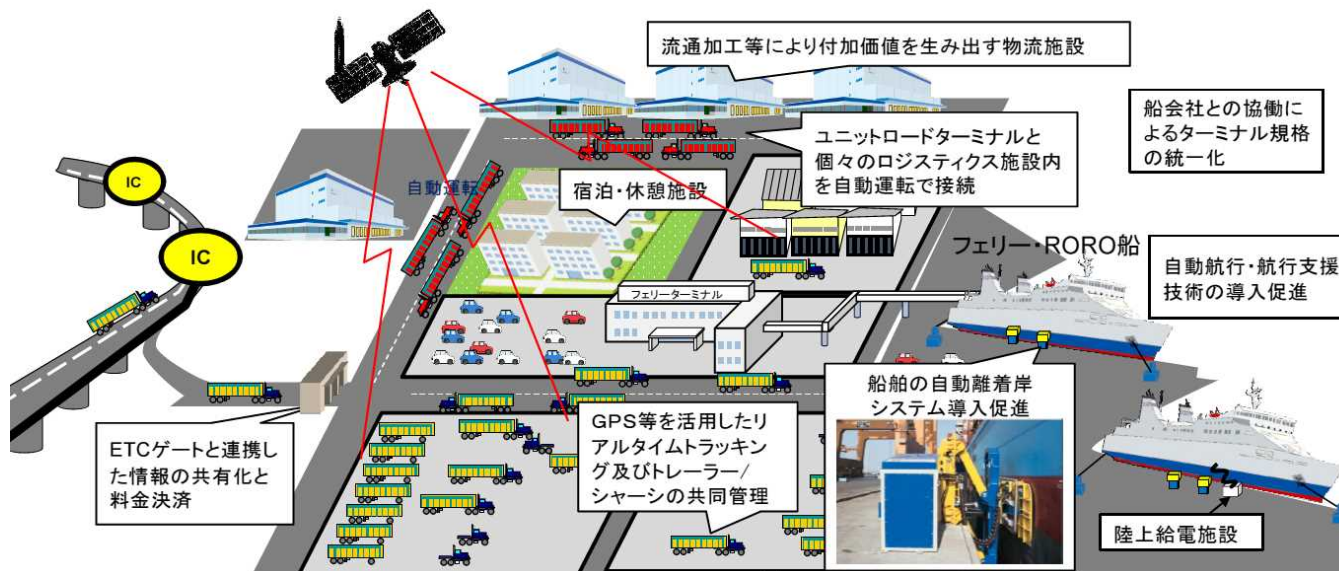 流通加工等により付加価値を生み出す物流施設
船会社との協働に
よるターミナル規格
の統一化
ユニットロードターミナルと
個々のロジスティクス施設内
を自動運転で接続
IC
自動運転
宿泊・休憩施設
IC
フェリー・RORO船
自動航行・航行支援
技術の導入促進
フェリーターミナル
船舶の自動離着岸
システム導入促進
GPS等を活用したリ
アルタイムトラッキン
グ及びトレーラー/
シャーシの共同管理
ETCゲートと連携し
た情報の共有化と
料金決済
陸上給電施設